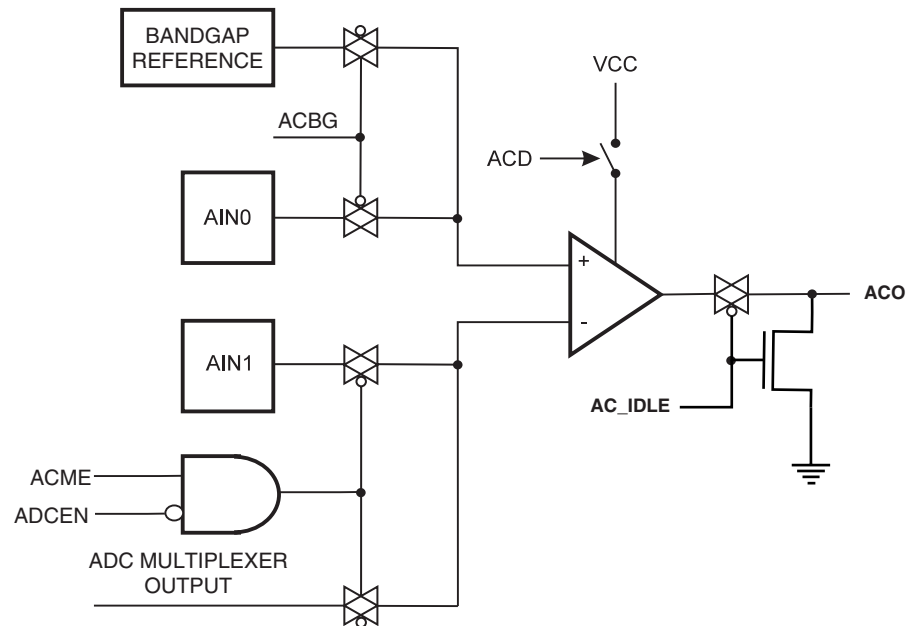 BANDGAP
REFERENCE
VCC
ACBG
ACD
AIN0
+
ACO
-
AIN1
AC_IDLE
ACME
ADCEN
ADC MULTIPLEXER
OUTPUT